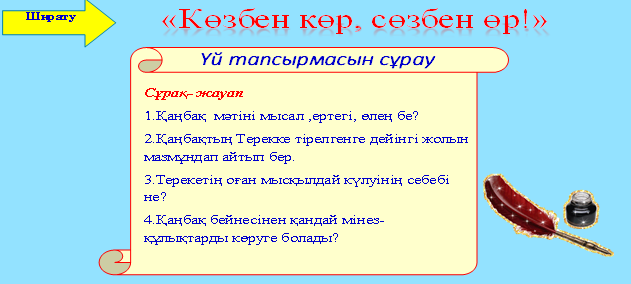 Ширату
«Көзбен көр, сөзбен өр!»
Үй тапсырмасын сұрау
Сұрақ- жауап
1.Қаңбақ мәтіні мысал ,ертегі, өлең бе?
2.Қаңбақтың Терекке тірелгенге дейінгі жолын
мазмұндап айтып бер.
3.Терекетің оған мысқылдай күлуінің себебі
не?
4.Қаңбақ бейнесінен қандай мінез-
құлықтарды көруге болады?